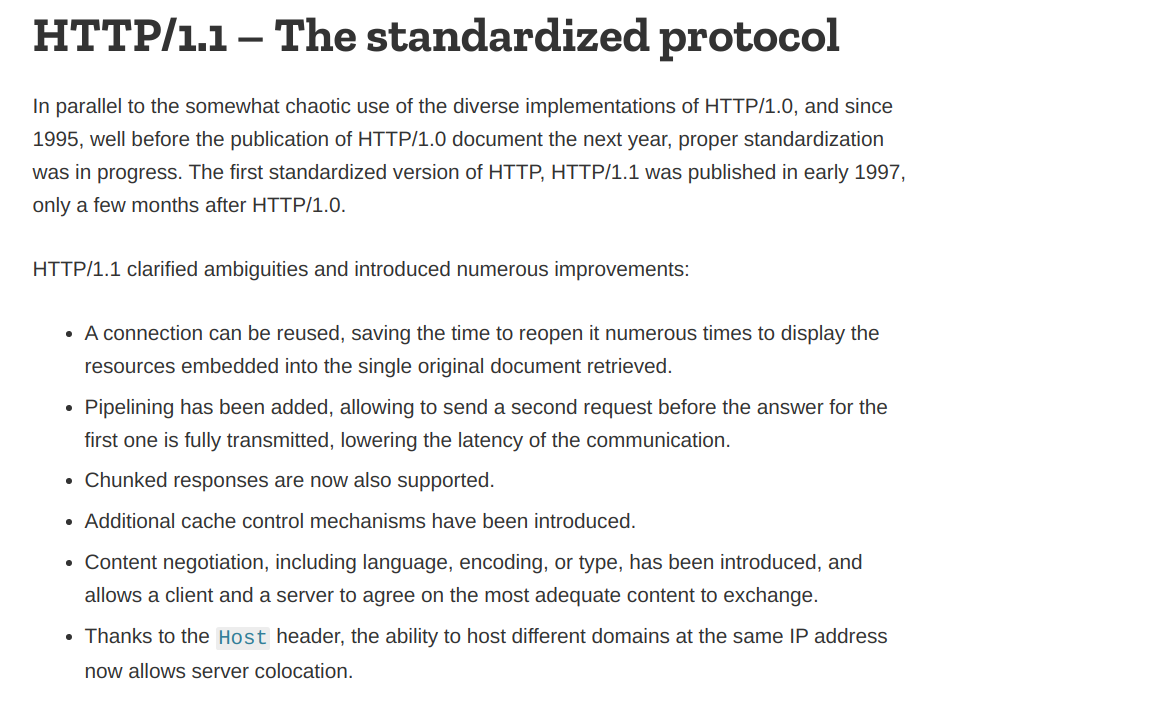 HTTP/1.1 – The standardized protocol
In parallel to the somewhat chaotic use of the diverse implementations of HTTP/1.0, and since
1995, well before the publication of HTTP/1.0 document the next year, proper standardization
was in progress. The first standardized version of HTTP, HTTP/1.1 was published in early 1997,
only a few months after HTTP/1.0.
HTTP/1.1 clarified ambiguities and introduced numerous improvements:
• A connection can be reused, saving the time to reopen it numerous times to display the
resources embedded into the single original document retrieved.
• Pipelining has been added, allowing to send a second request before the answer for the
first one is fully transmitted, lowering the latency of the communication.
• Chunked responses are now also supported.
• Additional cache control mechanisms have been introduced.
• Content negotiation, including language, encoding, or type, has been introduced, and
allows a client and a server to agree on the most adequate content to exchange.
• Thanks to the Host header, the ability to host different domains at the same IP address
now allows server colocation.